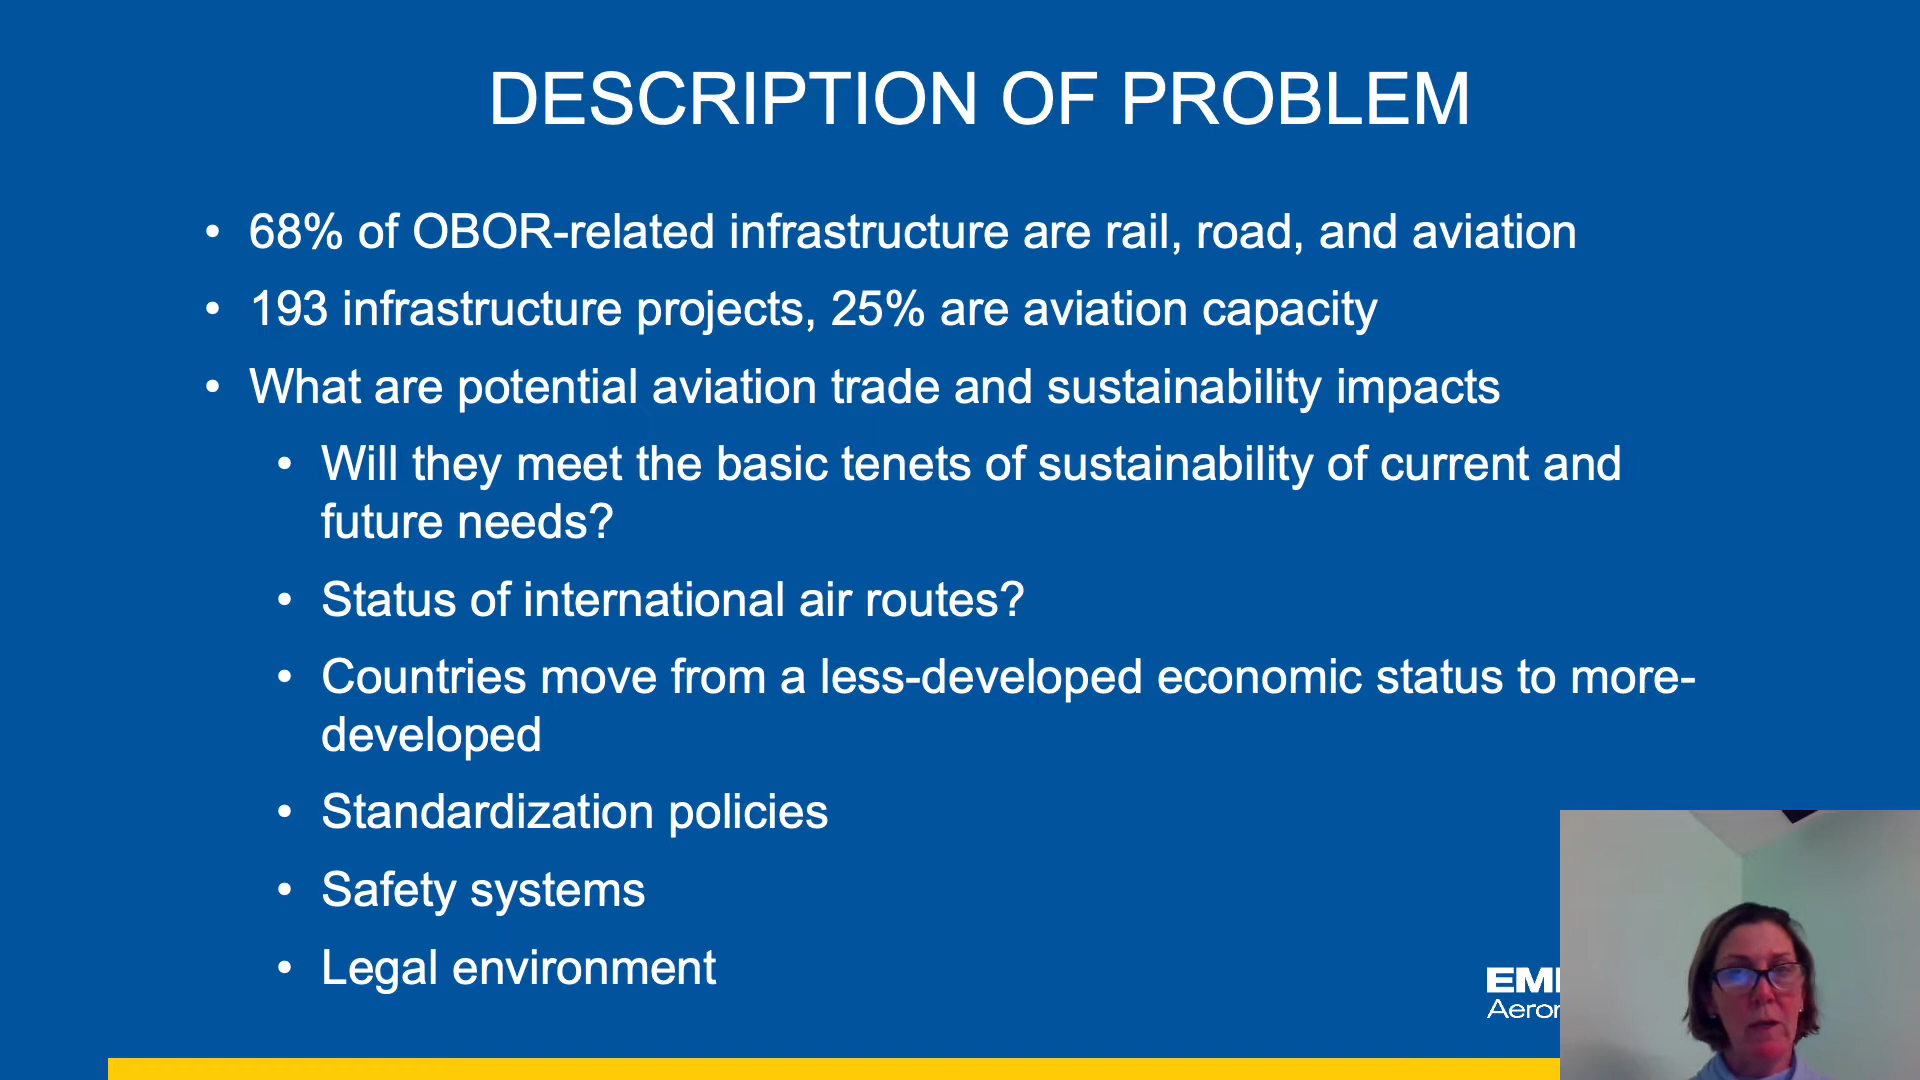 DESCRIPTION OF PROBLEM
• 68% of OBOR-related infrastructure are rail, road, and aviation
• 193 infrastructure projects, 25% are aviation capacity
• What are potential aviation trade and sustainability impacts
• Will they meet the basic tenets of sustainability of current and
future needs?
• Status of international air routes?
• Countries move from a less-developed economic status to more-
developed
• Standardization policies
• Safety systems
• Legal environment